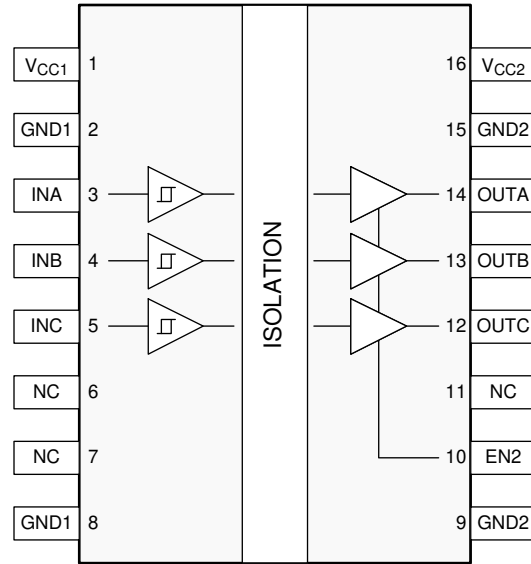 VCC1 1 16 VCC2
GND1 2 15 GND2
INA 3 14 OUTA
INB 4 13 OUTB
INC 5 12 OUTC
NC 6 11 NC
NC 7 10 EN2
GND1 8 9 GND2
ISOLATION